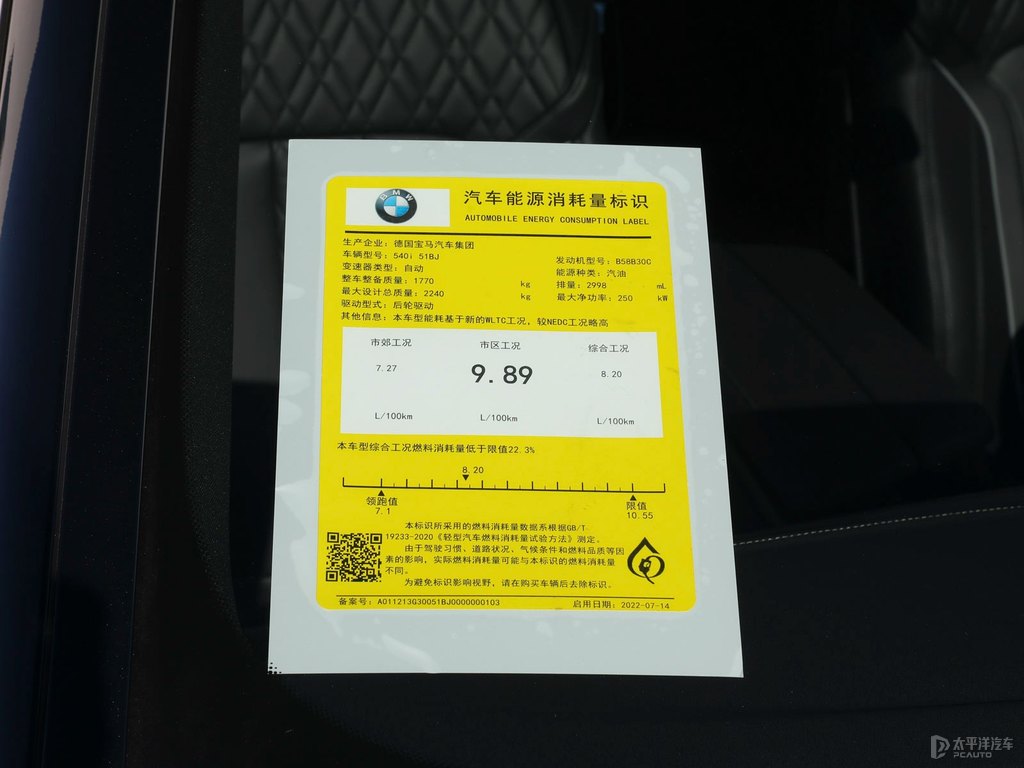 BMW
汽车能源消耗量标识
AUTOMOBILE ENERGY CONSUMPTION LABEL
生产企业：德国宝马汽车集团
车辆型号：540i 51BJ
发动机型号：B58B30C
变速器类型：自动
能源种类：汽油
整车整备质量：1770 kg
排量：2998 mL
最大设计总质量：2240 kg
最大净功率：250 kW
驱动型式：后轮驱动
其他信息：本车型能耗基于新的WLTC工况，较NEDC工况略高
市郊工况 市区工况 综合工况
7.27 9.89 8.20
L/100km L/100km L/100km
本车型综合工况燃料消耗量低于限值22.3%
8.20
领跑值 限值
7.1 10.55
本标识所采用的燃料消耗量数据系根据GB/T
19233-2020《轻型汽车燃料消耗量试验方法》测定。
由于驾驶习惯、道路状况、气候条件和燃料品质等因
素的影响，实际燃料消耗量可能与本标识的燃料消耗量
不同。
为避免标识影响视野，请在购买车辆后去除标识。
备案号：A011213G30051BJ0000000103 启用日期：2022-07-14
太平洋汽车
PCAUTO